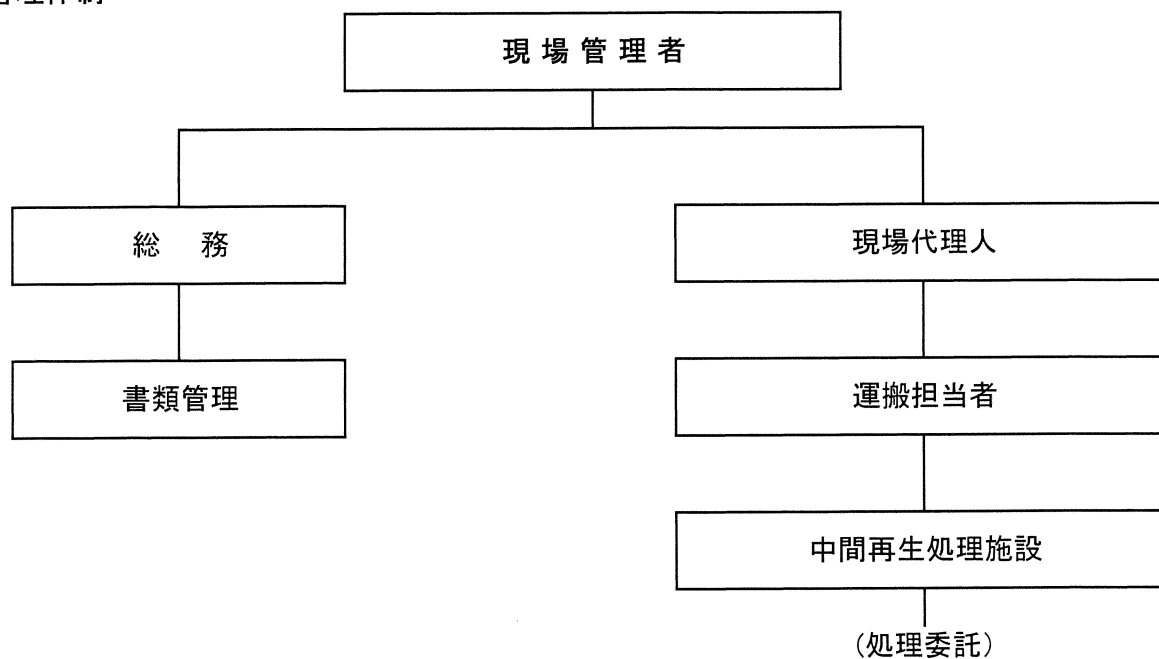 現場管理者
総　務
現場代理人
書類管理
運搬担当者
中間再生処理施設
（処理委託）